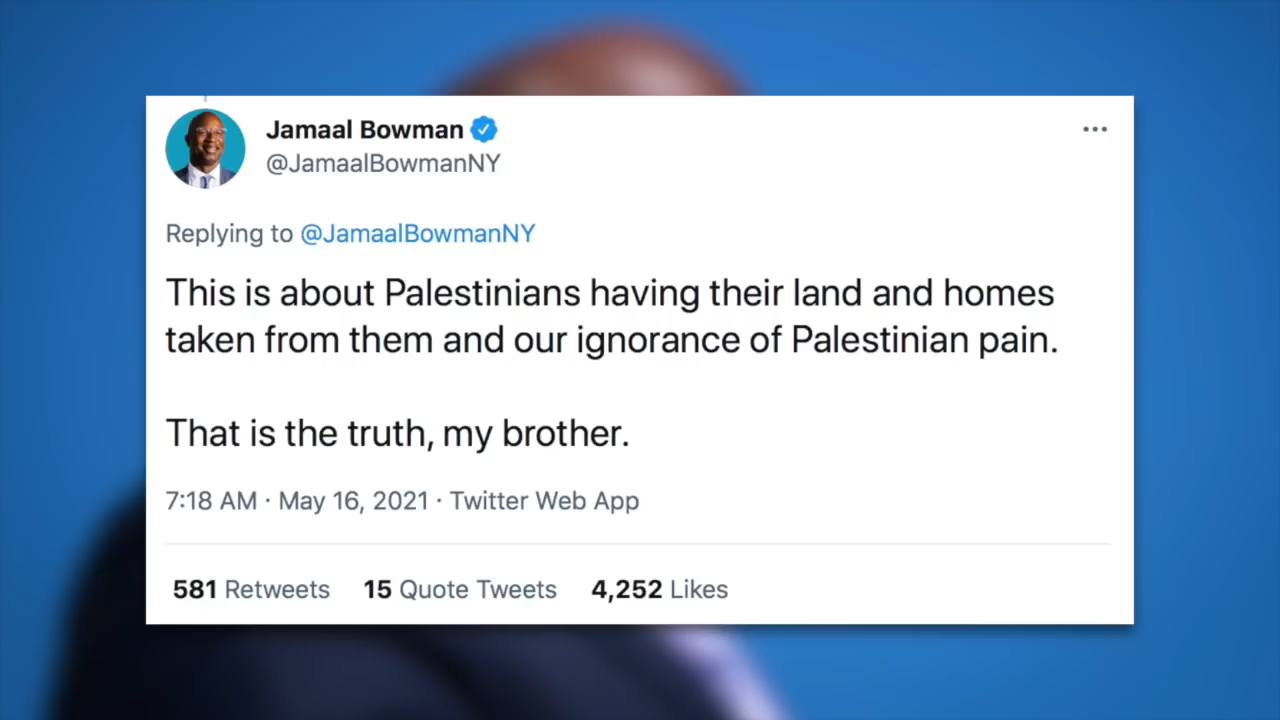 Jamaal Bowman
@JamaalBowmanNY
Replying to @JamaalBowmanNY
This is about Palestinians having their land and homes
taken from them and our ignorance of Palestinian pain.
That is the truth, my brother.
7:18 AM · May 16, 2021 · Twitter Web App
581 Retweets 15 Quote Tweets 4,252 Likes